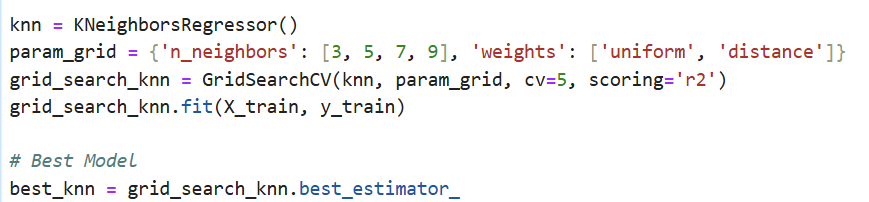 knn = KNeighborsRegressor()
param_grid = {'n_neighbors': [3, 5, 7, 9], 'weights': ['uniform', 'distance']}
grid_search_knn = GridSearchCV(knn, param_grid, cv=5, scoring='r2')
grid_search_knn.fit(X_train, y_train)

# Best Model
best_knn = grid_search_knn.best_estimator_